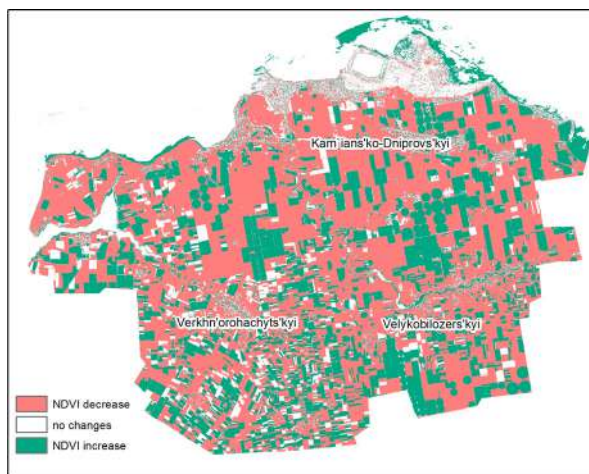 Kam`ians'ko-Dniprovs'kyi
Verkhn'orohachyts'kyi
Velykobilozers'kyi
NDVI decrease
no changes
NDVI increase